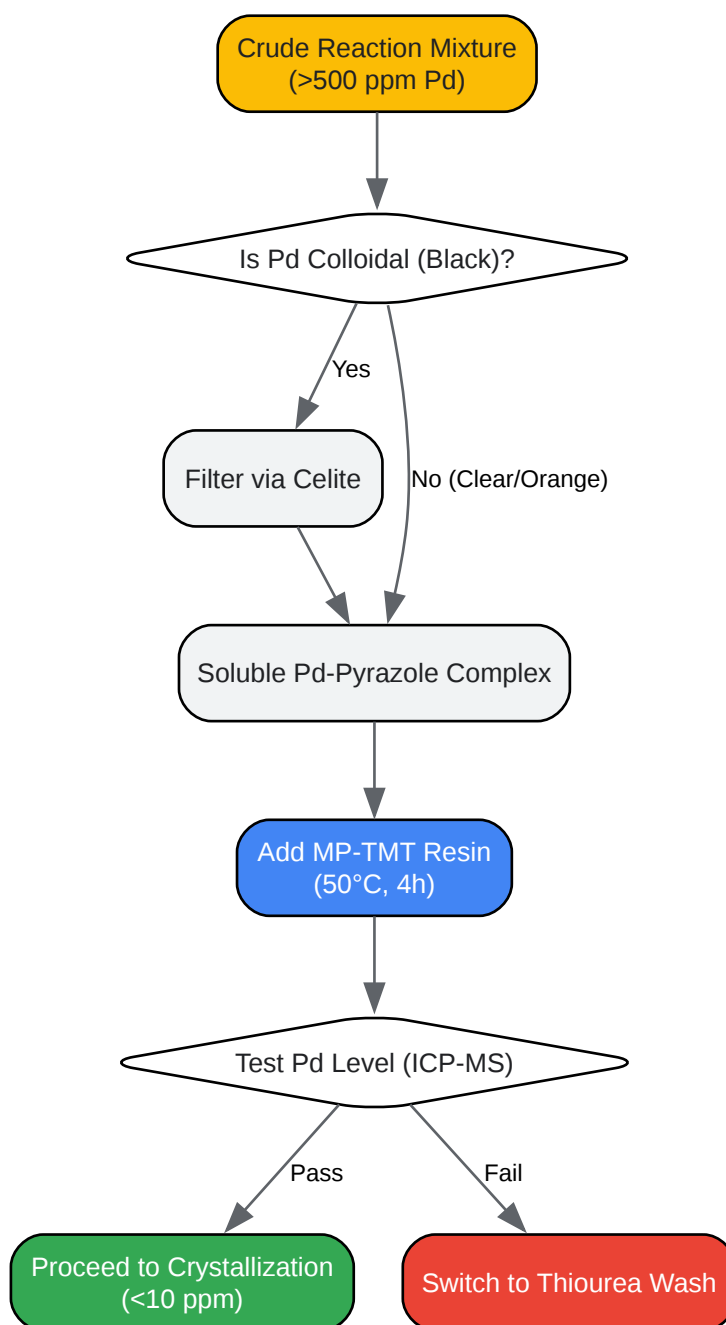 Crude Reaction Mixture
(>500 ppm Pd)
Is Pd Colloidal (Black)?
Yes
Filter via Celite
No (Clear/Orange)
Soluble Pd-Pyrazole Complex
Add MP-TMT Resin
(50°C, 4h)
Test Pd Level (ICP-MS)
Pass
Fail
Proceed to Crystallization
(<10 ppm)
Switch to Thiourea Wash